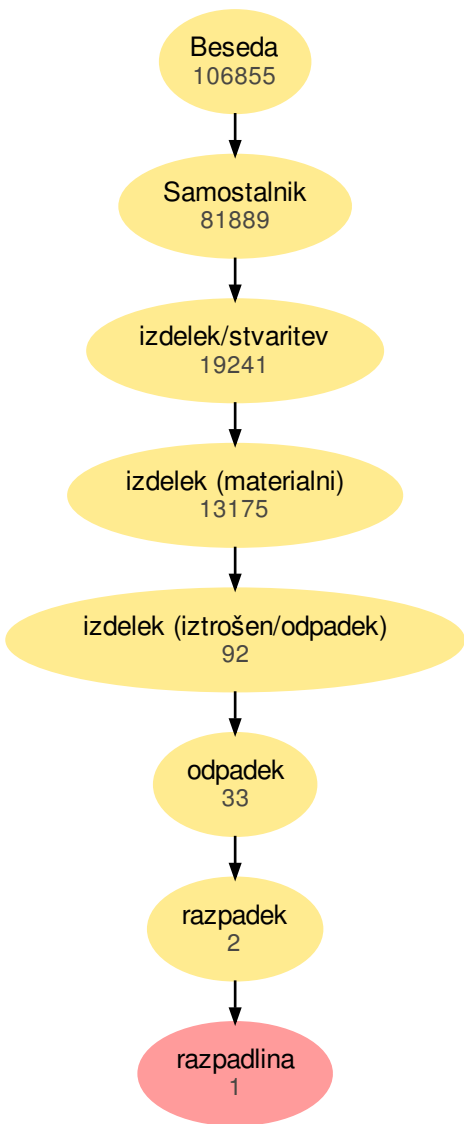 Beseda
106855
Samostalnik
81889
izdelek/stvaritev
19241
izdelek (materialni)
13175
izdelek (iztrošen/odpadek)
92
odpadek
33
razpadek
2
razpadlina
1